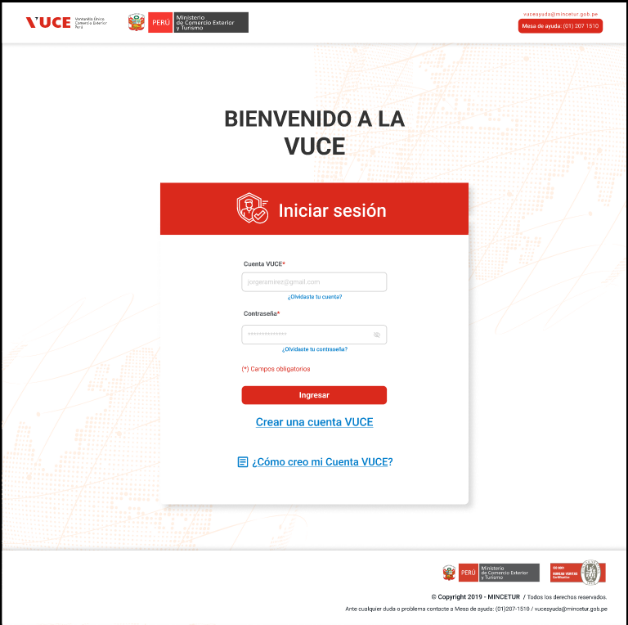 VUCE Ventanilla Única
de Comercio Exterior
Perú
PERÚ Ministerio
de Comercio Exterior
y Turismo
vuceayuda@mincetur.gob.pe
Mesa de ayuda: (01) 207 1510
BIENVENIDO A LA
VUCE
Iniciar sesión
Cuenta VUCE*
jorgeramirez@gmail.com
¿Olvidaste tu cuenta?
Contraseña*
**************
¿Olvidaste tu contraseña?
(*) Campos obligatorios
Ingresar
Crear una cuenta VUCE
¿Cómo creo mi Cuenta VUCE?
PERÚ Ministerio
de Comercio Exterior
y Turismo
© Copyright 2019 - MINCETUR / Todos los derechos reservados.
Ante cualquier duda o problema contacte a Mesa de ayuda: (01)207-1510 / vuceayuda@mincetur.gob.pe